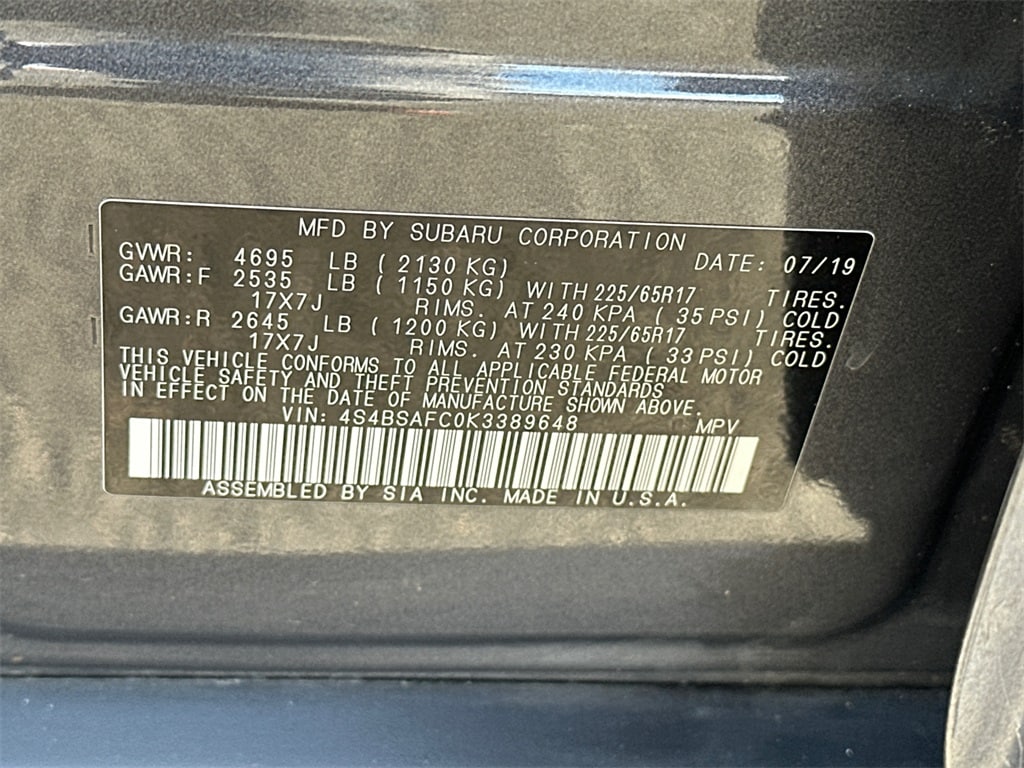 MFD BY SUBARU CORPORATION
GVWR: 4695 LB ( 2130 KG) DATE: 07/19
GAWR:F 2535 LB ( 1150 KG) WITH 225/65R17 TIRES.
17X7J RIMS. AT 240 KPA ( 35 PSI) COLD
GAWR:R 2645 LB ( 1200 KG) WITH 225/65R17 TIRES.
17X7J RIMS. AT 230 KPA ( 33 PSI) COLD
THIS VEHICLE CONFORMS TO ALL APPLICABLE FEDERAL MOTOR
VEHICLE SAFETY AND THEFT PREVENTION STANDARDS
IN EFFECT ON THE DATE OF MANUFACTURE SHOWN ABOVE.
VIN: 4S4BSAFC0K3389648 MPV
ASSEMBLED BY SIA INC. MADE IN U.S.A.